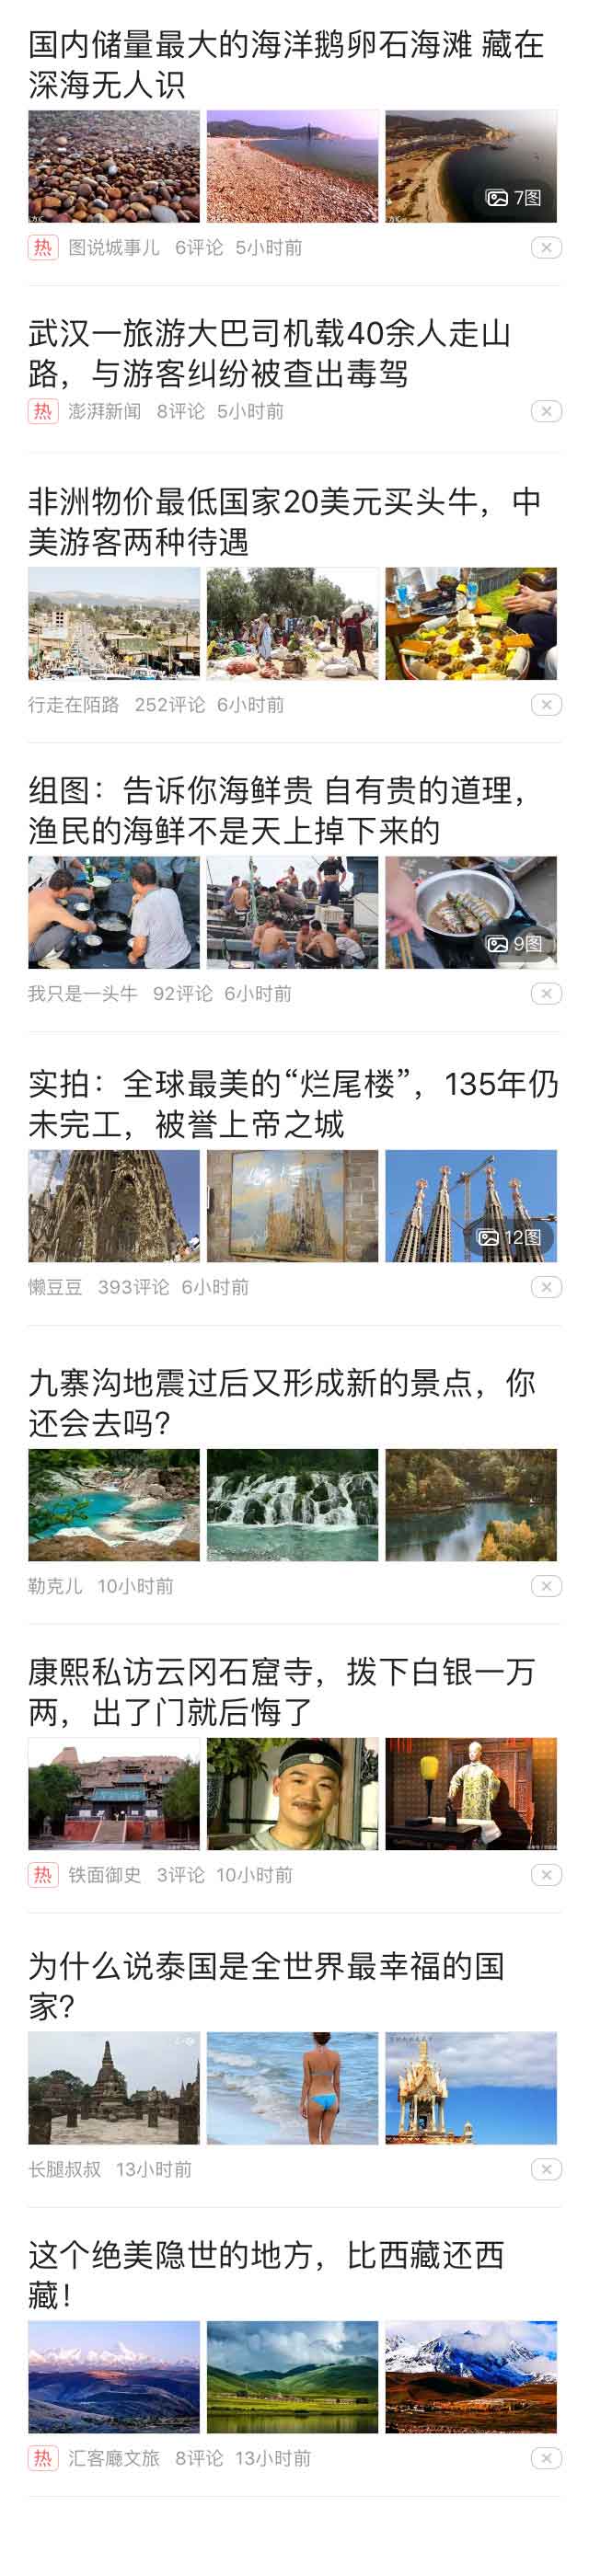 国内储量最大的海洋鹅卵石海滩 藏在
深海无人识
7图
热 图说城事儿 6评论 5小时前
武汉一旅游大巴司机载40余人走山
路，与游客纠纷被查出毒驾
热 澎湃新闻 8评论 5小时前
非洲物价最低国家20美元买头牛，中
美游客两种待遇
行走在陌路 252评论 6小时前
组图：告诉你海鲜贵 自有贵的道理，
渔民的海鲜不是天上掉下来的
9图
我只是一头牛 92评论 6小时前
实拍：全球最美的“烂尾楼”，135年仍
未完工，被誉上帝之城
12图
懒豆豆 393评论 6小时前
九寨沟地震过后又形成新的景点，你
还会去吗?
勒克儿 10小时前
康熙私访云冈石窟寺，拨下白银一万
两，出了门就后悔了
热 铁面御史 3评论 10小时前
为什么说泰国是全世界最幸福的国
家?
长腿叔叔 13小时前
这个绝美隐世的地方，比西藏还西
藏！
热 汇客廳文旅 8评论 13小时前